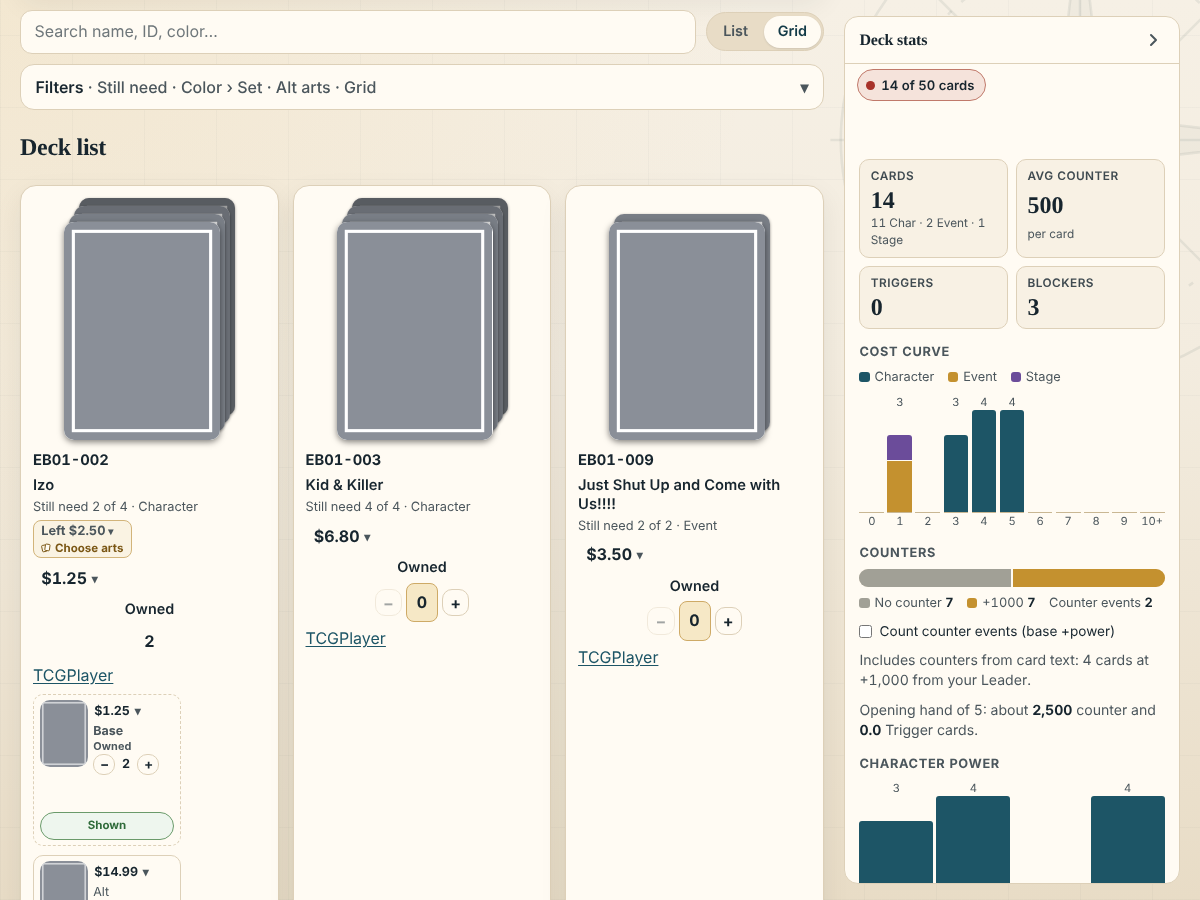 Search name, ID, color...
List
Grid
Filters · Still need · Color › Set · Alt arts · Grid ▾
Deck list
EB01-002
Izo
Still need 2 of 4 · Character
Left $2.50 ▾
Choose arts
$1.25 ▾
Owned
2
TCGPlayer
$1.25 ▾
Base
Owned
− 2 +
Shown
$14.99 ▾
Alt
EB01-003
Kid & Killer
Still need 4 of 4 · Character
$6.80 ▾
Owned
− 0 +
TCGPlayer
EB01-009
Just Shut Up and Come with
Us!!!!
Still need 2 of 2 · Event
$3.50 ▾
Owned
− 0 +
TCGPlayer
Deck stats
14 of 50 cards
CARDS
14
11 Char · 2 Event · 1
Stage
AVG COUNTER
500
per card
TRIGGERS
0
BLOCKERS
3
COST CURVE
Character Event Stage
3 3 4 4
0 1 2 3 4 5 6 7 8 9 10+
COUNTERS
No counter 7 +1000 7 Counter events 2
Count counter events (base +power)
Includes counters from card text: 4 cards at
+1,000 from your Leader.
Opening hand of 5: about 2,500 counter and
0.0 Trigger cards.
CHARACTER POWER
3 4 4